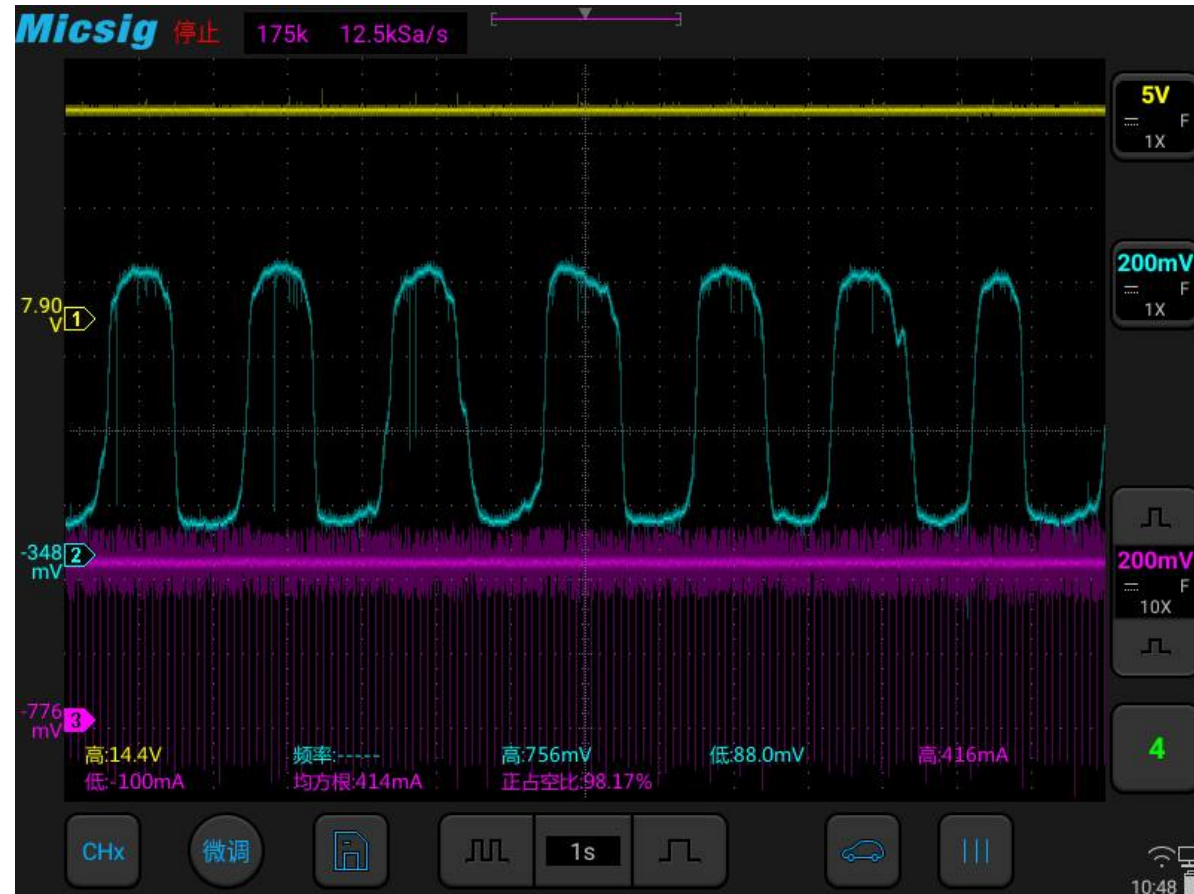 Micsig 停止 175k 12.5kSa/s
5V
F
1X
200mV
F
1X
7.90
V 1
-348 2
mV
200mV
F
10X
-776 3
mV
高:14.4V 频率:----- 高:756mV 低:88.0mV 高:416mA
低:-100mA 均方根:414mA 正占空比:98.17%
4
CHx 微调 1s
10:48